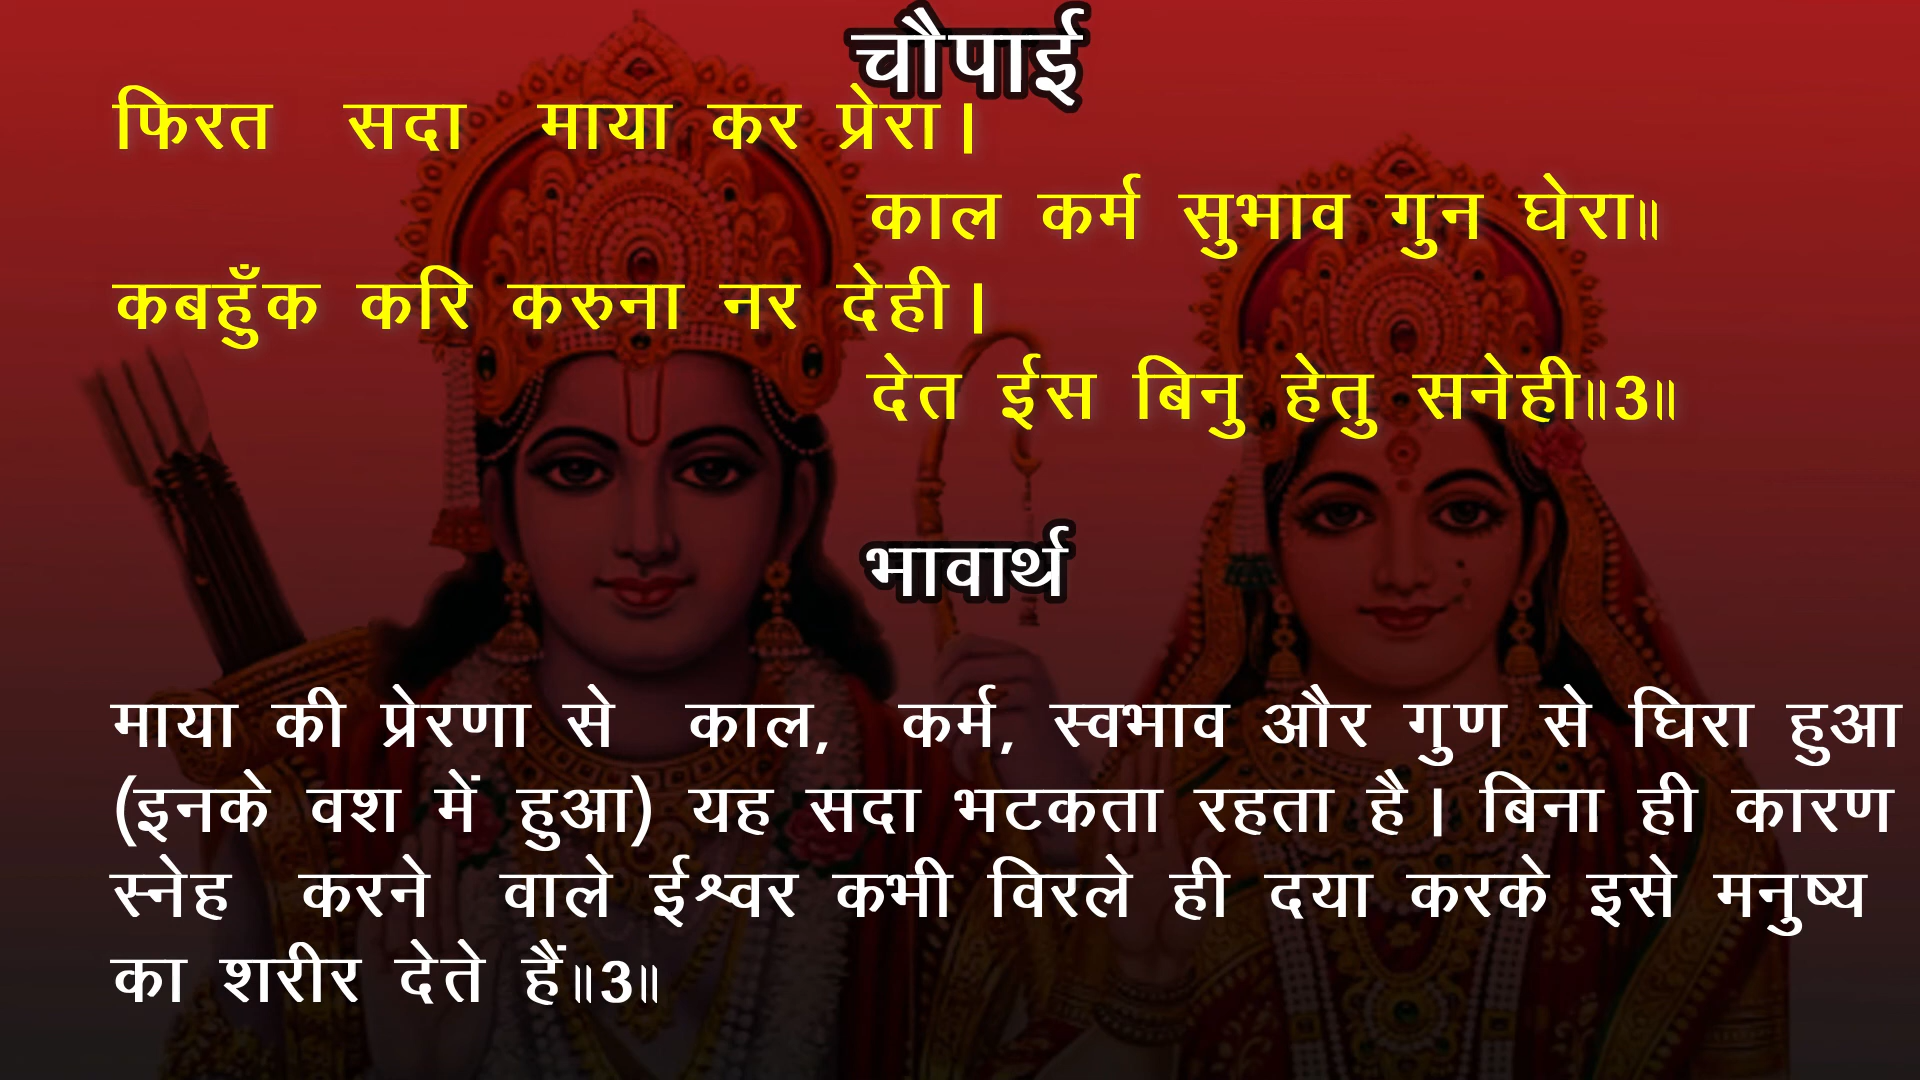 चौपाई
फिरत सदा माया कर प्रेरा।
काल कर्म सुभाव गुन घेरा॥
कबहुँक करि करुना नर देही।
देत ईस बिनु हेतु सनेही॥3॥
भावार्थ
माया की प्रेरणा से काल, कर्म, स्वभाव और गुण से घिरा हुआ
(इनके वश में हुआ) यह सदा भटकता रहता है। बिना ही कारण
स्नेह करने वाले ईश्वर कभी विरले ही दया करके इसे मनुष्य
का शरीर देते हैं॥3॥